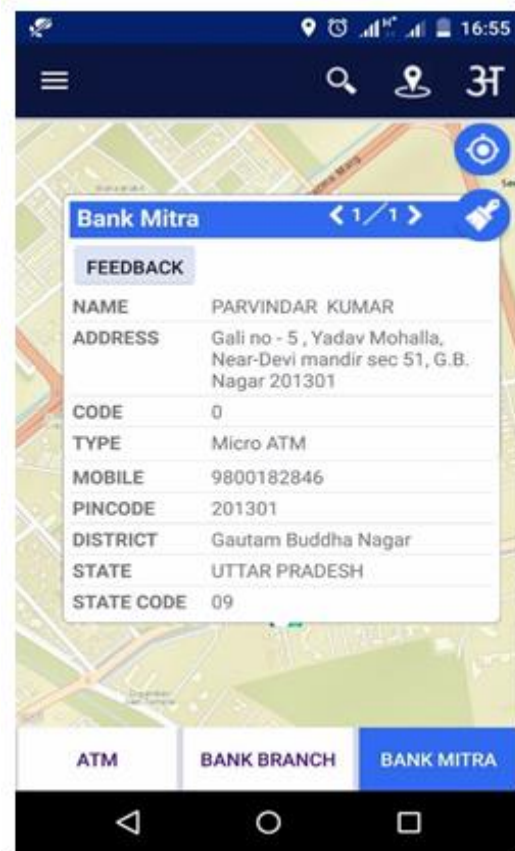 H+ 16:55
अ
Bank Mitra 1/1
FEEDBACK
NAME PARVINDAR KUMAR
ADDRESS Gali no - 5 , Yadav Mohalla,
Near-Devi mandir sec 51, G.B.
Nagar 201301
CODE 0
TYPE Micro ATM
MOBILE 9800182846
PINCODE 201301
DISTRICT Gautam Buddha Nagar
STATE UTTAR PRADESH
STATE CODE 09
ATM BANK BRANCH BANK MITRA